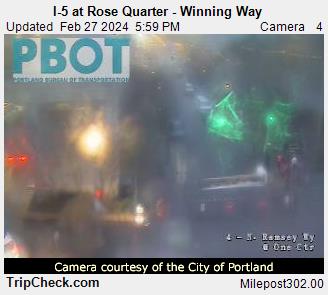 I-5 at Rose Quarter - Winning Way
Updated Feb 27 2024 5:59 PM Camera 4
PBOT
PORTLAND BUREAU OF TRANSPORTATION
4 - N. Ramsey Wy
@ One Ctr
Camera courtesy of the City of Portland
TripCheck.com Milepost302.00